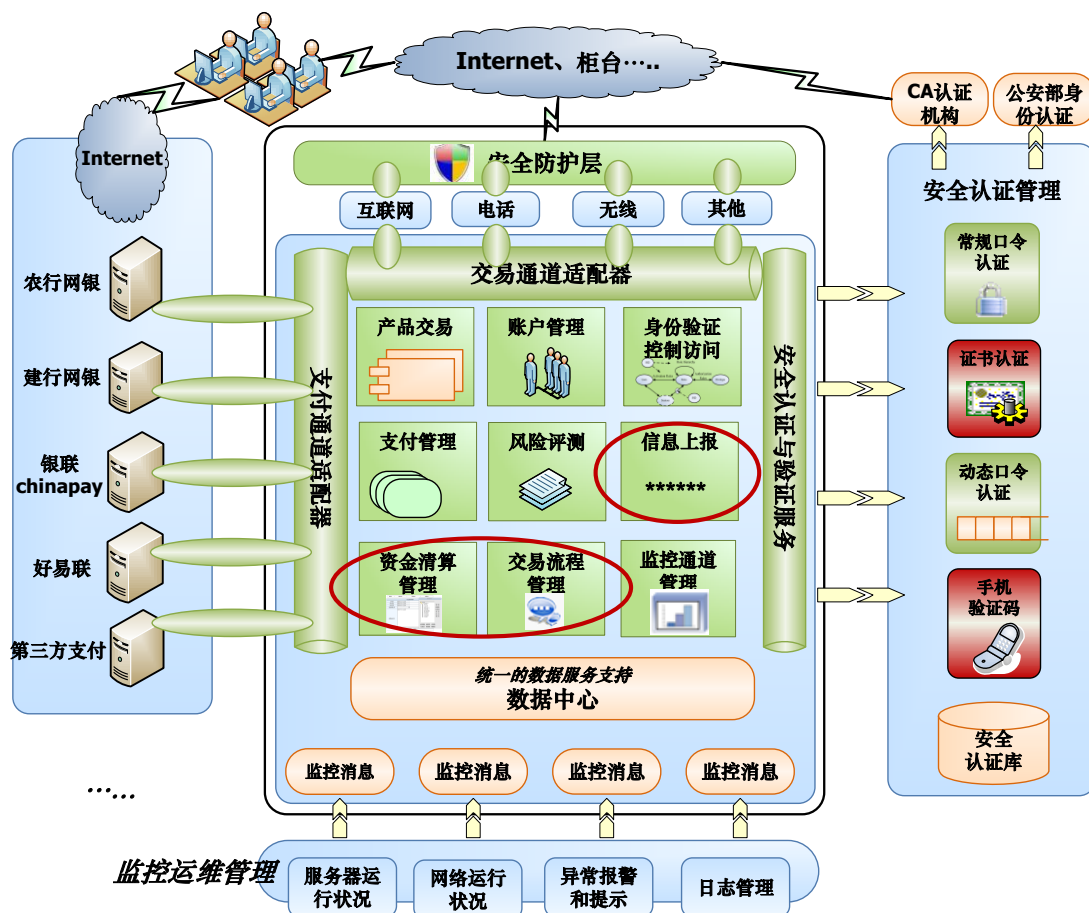 Internet、柜台…..
CA认证
机构
公安部身
份认证
Internet
安全防护层
互联网
电话
无线
其他
安全认证管理
农行网银
建行网银
银联
chinapay
好易联
第三方支付
……
支付通道适配器
交易通道适配器
安全认证与验证服务
产品交易
账户管理
身份验证
控制访问
支付管理
风险评测
信息上报
******
资金清算
管理
交易流程
管理
监控通道
管理
统一的数据服务支持
数据中心
监控消息
监控消息
监控消息
监控消息
常规口令
认证
证书认证
动态口令
认证
手机
验证码
安全
认证库
监控运维管理
服务器运
行状况
网络运行
状况
异常报警
和提示
日志管理